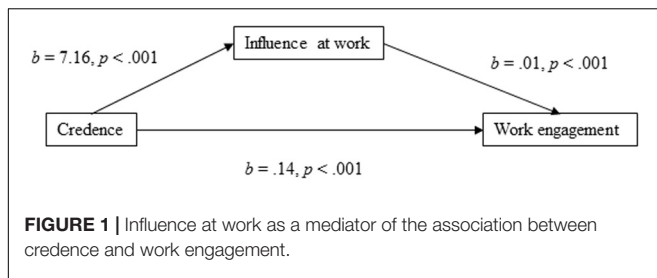 Influence at work
b = 7.16, p < .001
b = .01, p < .001
Credence
Work engagement
b = .14, p < .001
FIGURE 1 | Influence at work as a mediator of the association between
credence and work engagement.